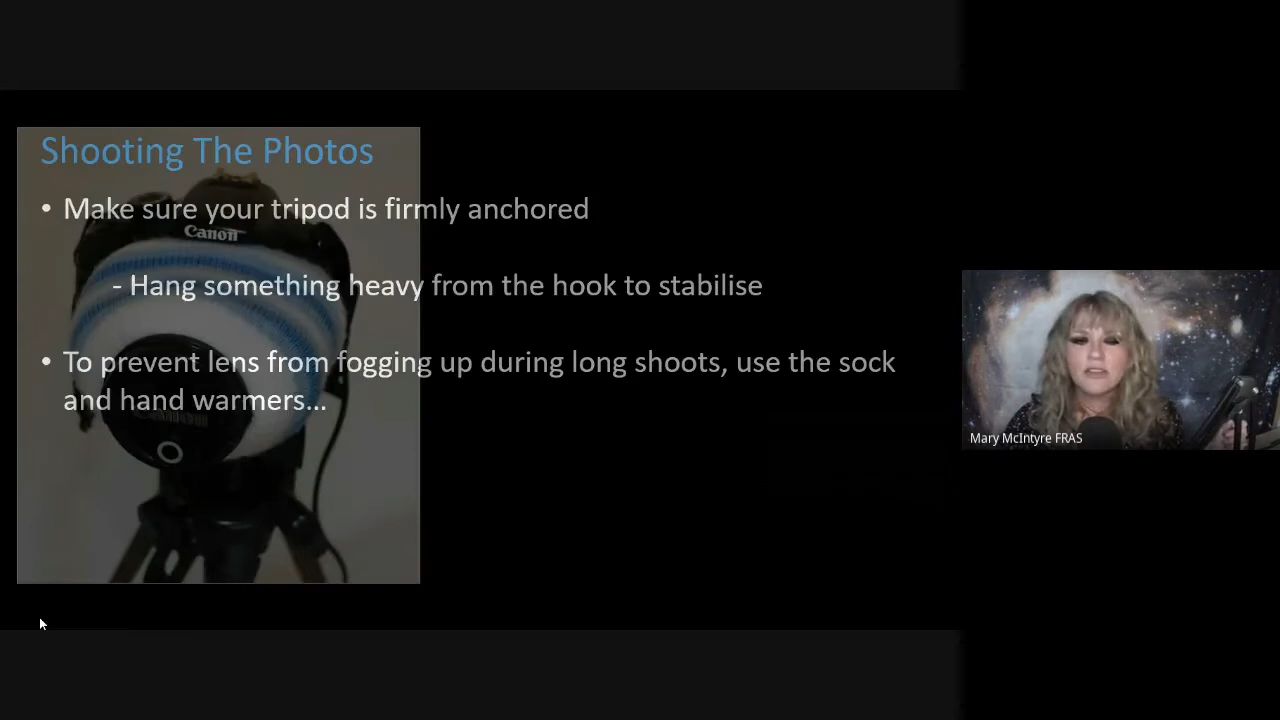 Shooting The Photos
• Make sure your tripod is firmly anchored
Canon
- Hang something heavy from the hook to stabilise
• To prevent lens from fogging up during long shoots, use the sock
and hand warmers...
Canon
Mary McIntyre FRAS